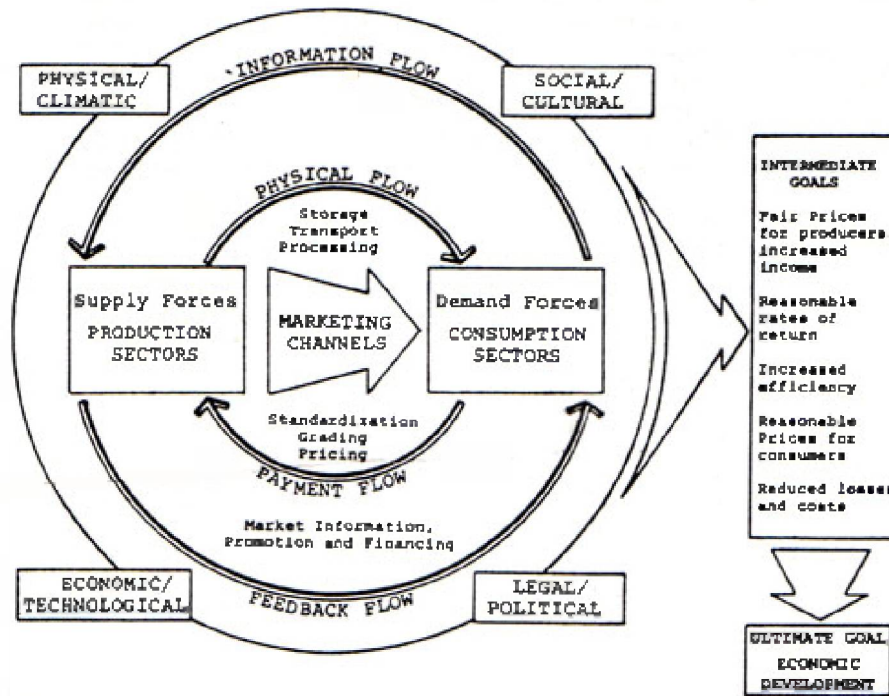 PHYSICAL/
CLIMATIC
INFORMATION FLOW
SOCIAL/
CULTURAL
PHYSICAL FLOW
Storage
Transport
Processing
Supply Forces
PRODUCTION
SECTORS
MARKETING
CHANNELS
Demand Forces
CONSUMPTION
SECTORS
Standardization
Grading
Pricing
PAYMENT FLOW
Market Information,
Promotion and Financing
FEEDBACK FLOW
ECONOMIC/
TECHNOLOGICAL
LEGAL/
POLITICAL
INTERMEDIATE
GOALS
Fair Prices
for producers
increased
income
Reasonable
rates of
return
Increased
efficiency
Reasonable
Prices for
consumers
Reduced losses
and costs
ULTIMATE GOAL
ECONOMIC
DEVELOPMENT